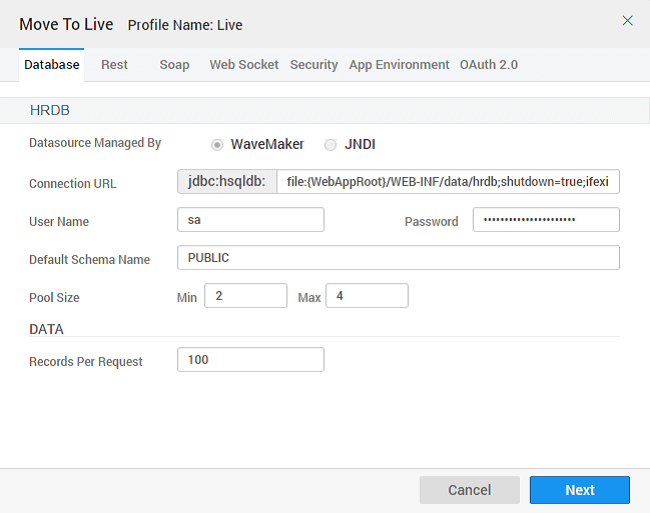 Move To Live Profile Name: Live
Database Rest Soap Web Socket Security App Environment OAuth 2.0
HRDB
Datasource Managed By WaveMaker JNDI
Connection URL jdbc:hsqldb: file:{WebAppRoot}/WEB-INF/data/hrdb;shutdown=true;ifexi
User Name sa Password ••••••••••••••••••••••
Default Schema Name PUBLIC
Pool Size Min 2 Max 4
DATA
Records Per Request 100
Cancel Next